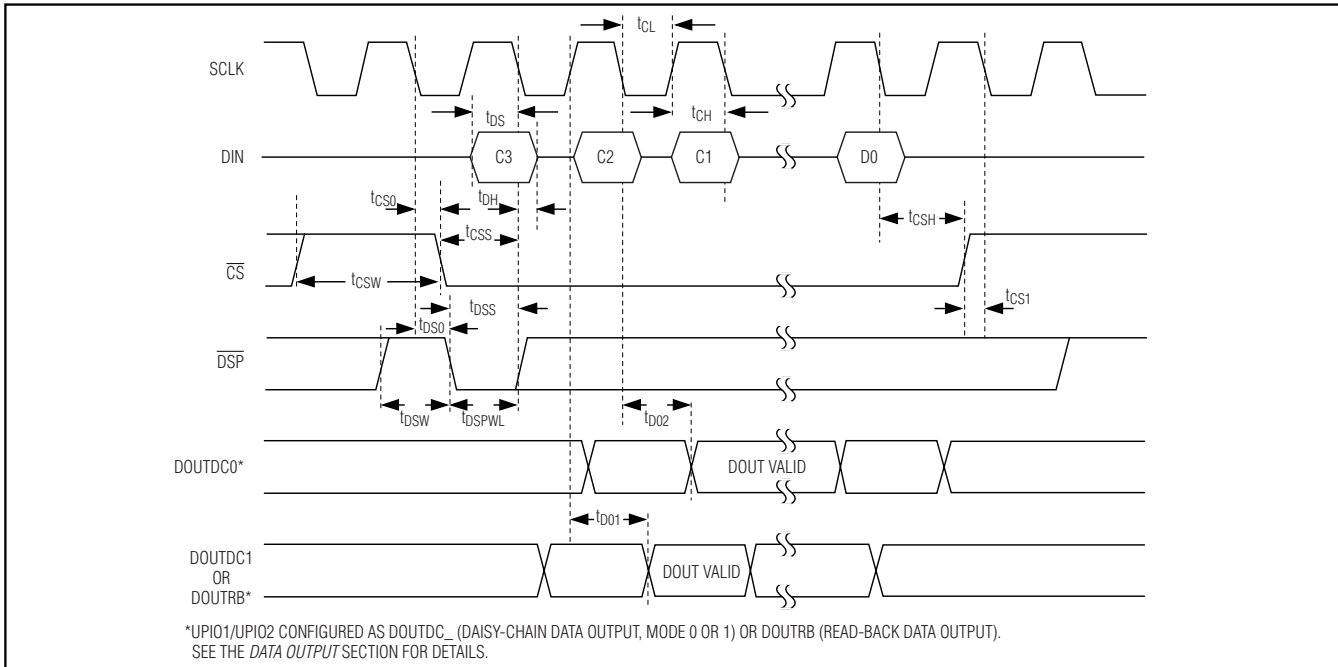 tCL
SCLK
tDS
tCH
DIN
C3
C2
C1
D0
tCS0
tDH
tCSH
tCSS
CS
tCSW
tDSS
tCS1
tDS0
DSP
tDSW
tDSPWL
tD02
DOUTDC0*
DOUT VALID
tD01
DOUTDC1
OR
DOUTRB*
DOUT VALID
*UPIO1/UPIO2 CONFIGURED AS DOUTDC_ (DAISY-CHAIN DATA OUTPUT, MODE 0 OR 1) OR DOUTRB (READ-BACK DATA OUTPUT).
SEE THE DATA OUTPUT SECTION FOR DETAILS.